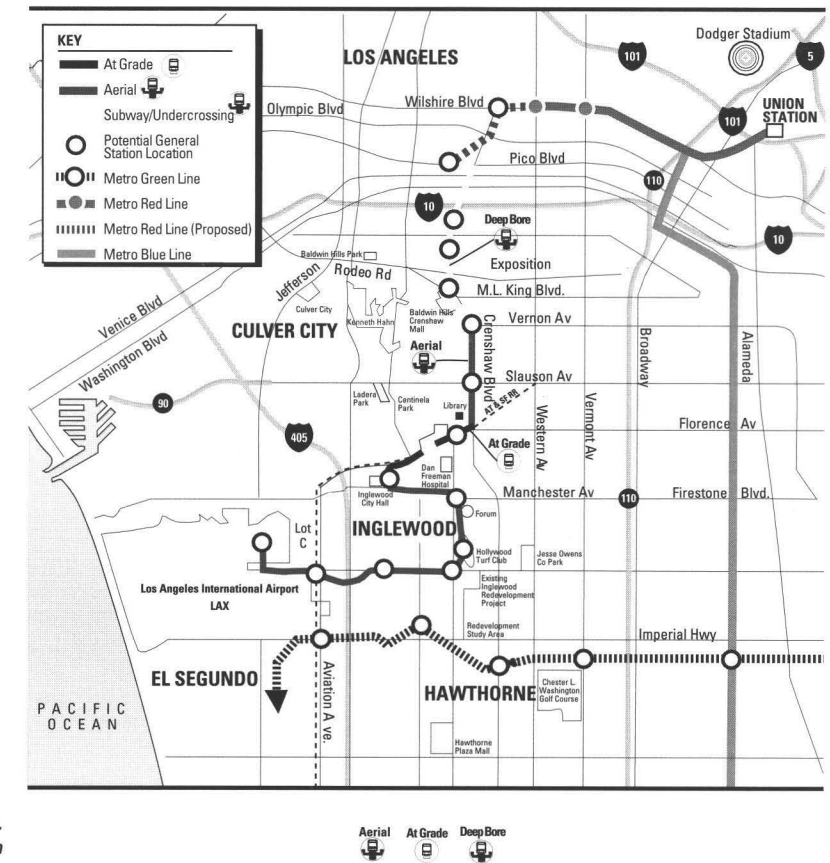 KEY
At Grade
Aerial
Subway/Undercrossing
Potential General
Station Location
Metro Green Line
Metro Red Line
Metro Red Line (Proposed)
Metro Blue Line
LOS ANGELES
Dodger Stadium
101
5
Olympic Blvd
Wilshire Blvd
UNION
STATION
101
Pico Blvd
110
10
Deep Bore
10
Baldwin Hills Park
Exposition
Jefferson
Rodeo Rd
M.L. King Blvd.
Venice Blvd
Culver City
Kenneth Hahn
Baldwin Hills
Crenshaw
Mall
Vernon Av
CULVER CITY
Crenshaw Blvd
Broadway
Alameda
Washington Blvd
Aerial
Slauson Av
90
Ladera
Park
Centinela
Park
Library
AT & SF RR
Western Av
Vermont Av
405
Florence Av
At Grade
Dan
Freeman
Hospital
Inglewood
City Hall
Manchester Av
110
Firestone Blvd.
Lot
C
INGLEWOOD
Forum
Hollywood
Turf Club
Jesse Owens
Co Park
Los Angeles International Airport
LAX
Existing
Inglewood
Redevelopment
Project
Redevelopment
Study Area
Imperial Hwy
EL SEGUNDO
Aviation A ve.
HAWTHORNE
Chester L.
Washington
Golf Course
PACIFIC
OCEAN
Hawthorne
Plaza Mall
Aerial
At Grade
Deep Bore